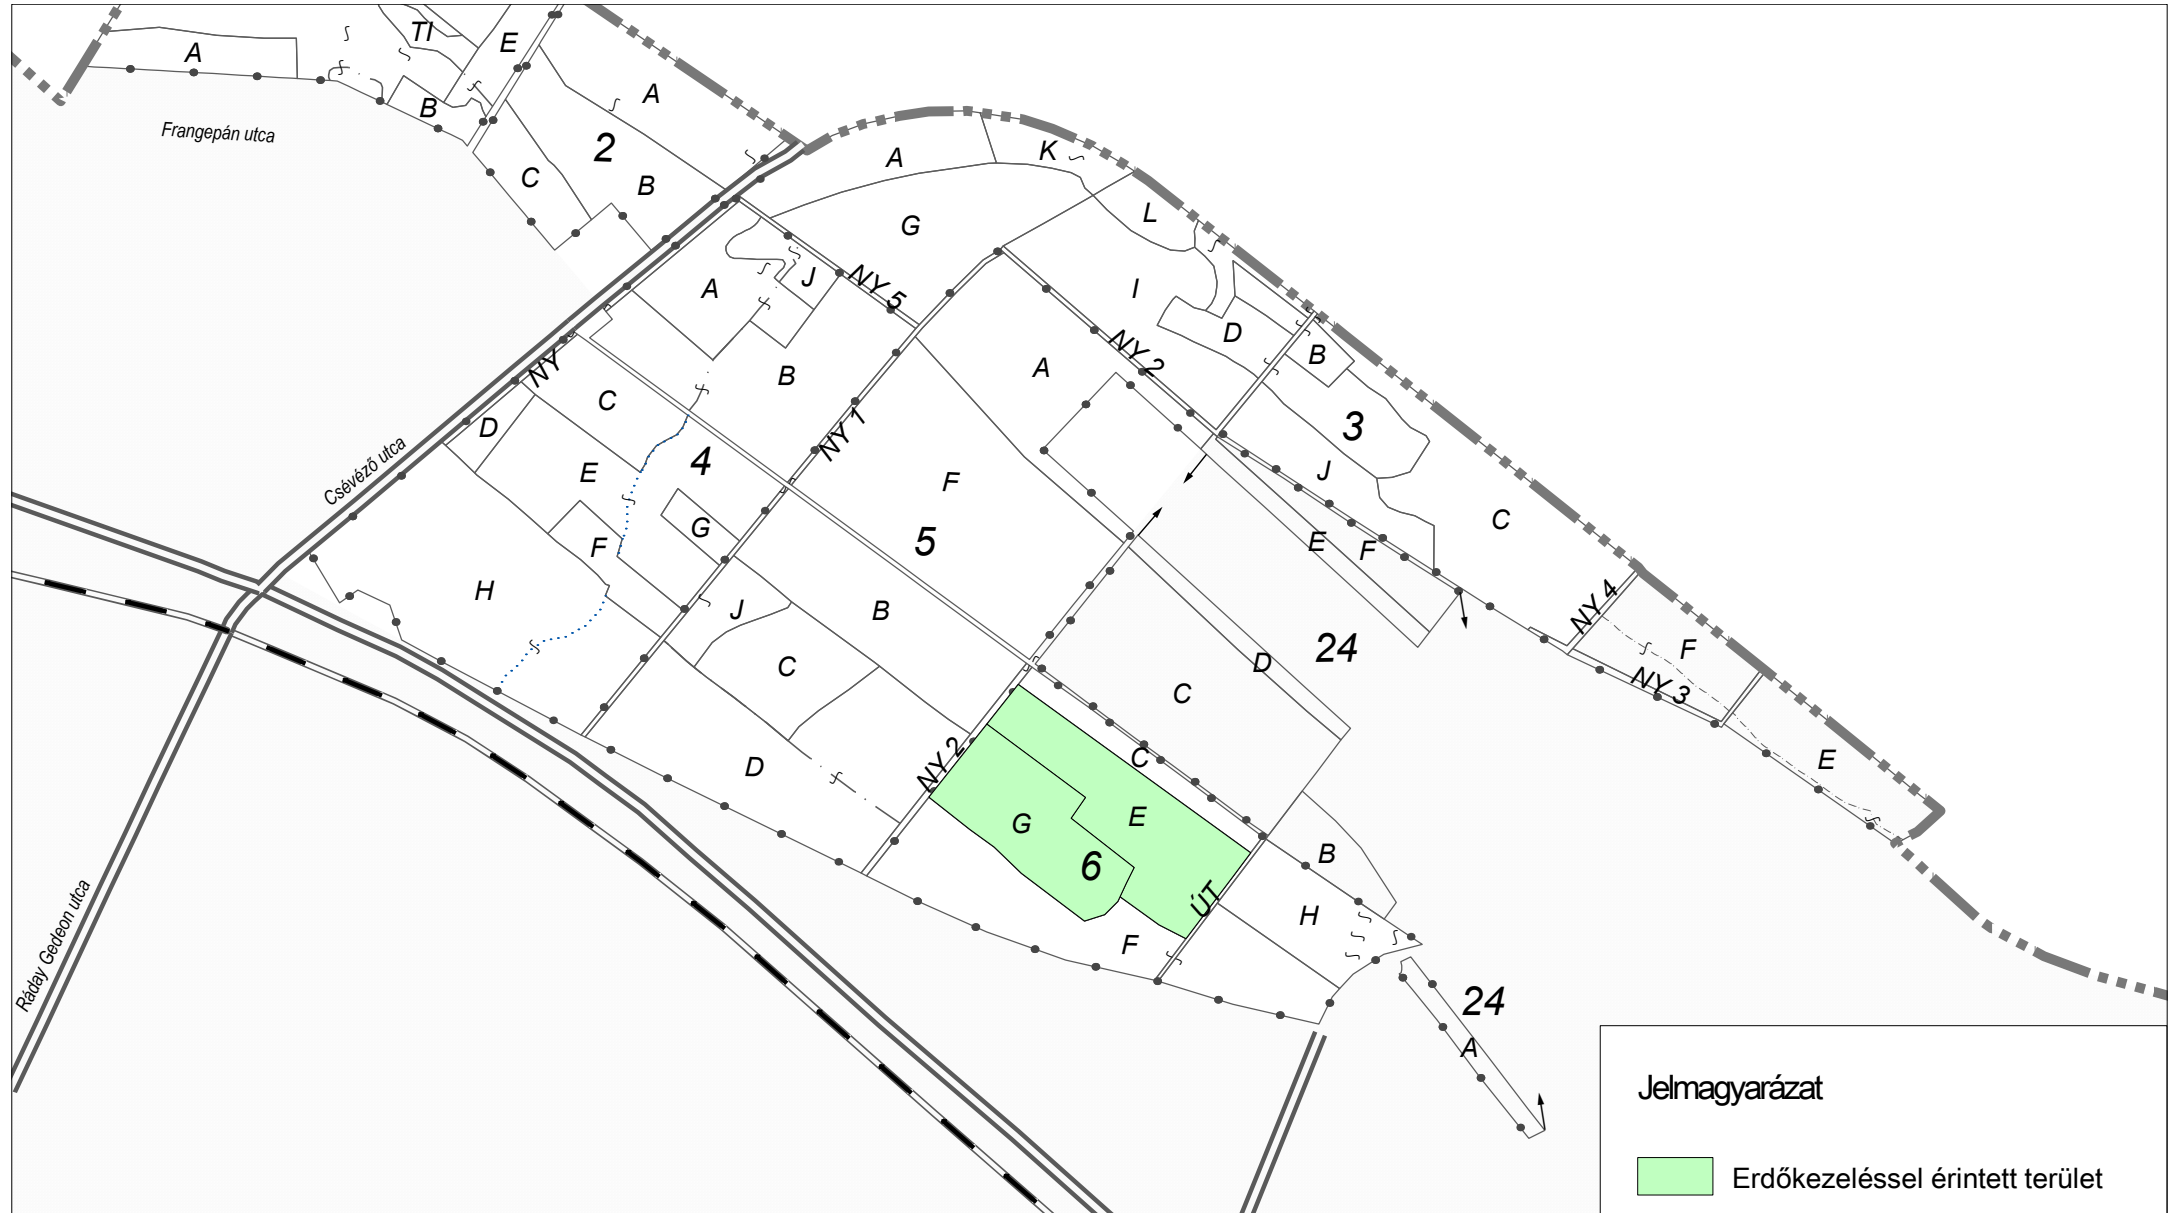 TI
E
A
A
B
Frangepán utca
2
C
B
A
K
G
L
A
J
NY 5
I
D
NY
B
A
NY 2
B
C
D
NY 1
3
Csévéző utca
4
E
F
J
G
C
F
5
E
F
H
J
B
NY 4
C
D
24
F
C
NY 3
D
NY 2
C
E
G
E
6
B
ÚT
H
F
Ráday Gedeon utca
24
A
Jelmagyarázat
Erdőkezeléssel érintett terület